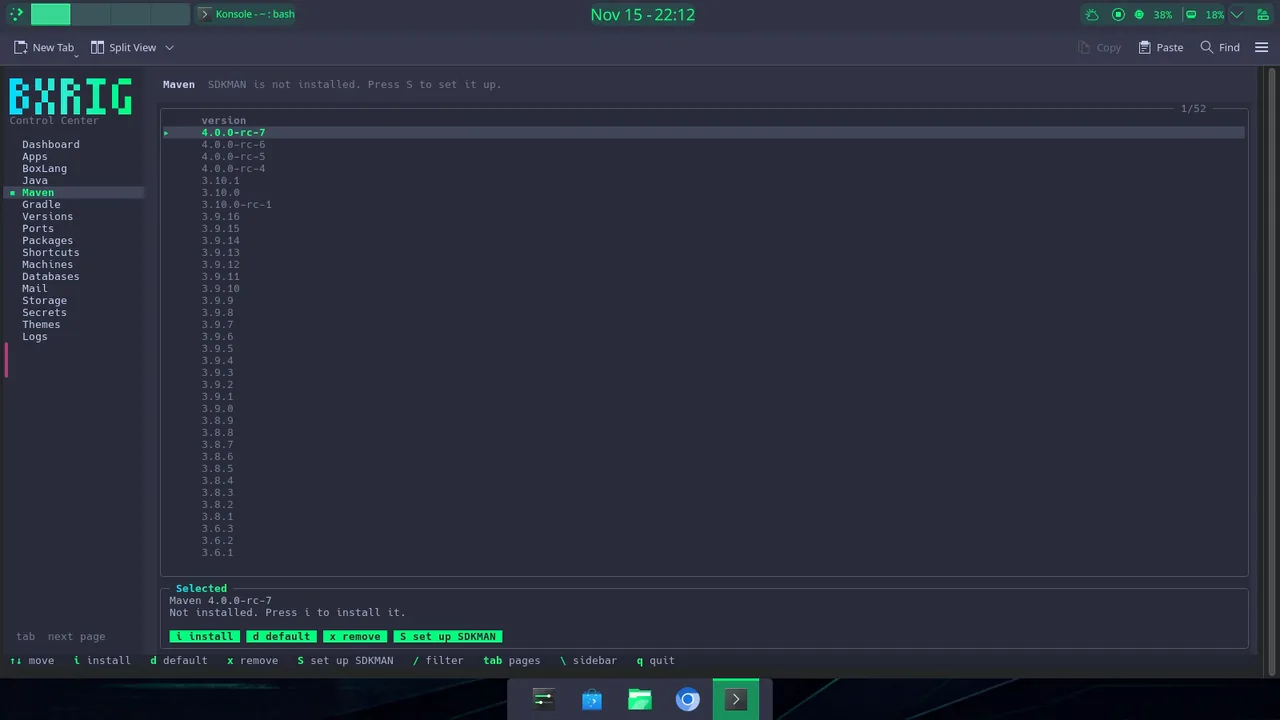 Konsole - ~ : bash
Nov 15 - 22:12
38%
18%
New Tab
Split View
Copy
Paste
Find
BXRIG
Control Center
Maven SDKMAN is not installed. Press S to set it up.
1/52
Dashboard
Apps
BoxLang
Java
Maven
Gradle
Versions
Ports
Packages
Shortcuts
Machines
Databases
Mail
Storage
Secrets
Themes
Logs
version
4.0.0-rc-7
4.0.0-rc-6
4.0.0-rc-5
4.0.0-rc-4
3.10.1
3.10.0
3.10.0-rc-1
3.9.16
3.9.15
3.9.14
3.9.13
3.9.12
3.9.11
3.9.10
3.9.9
3.9.8
3.9.7
3.9.6
3.9.5
3.9.4
3.9.3
3.9.2
3.9.1
3.9.0
3.8.9
3.8.8
3.8.7
3.8.6
3.8.5
3.8.4
3.8.3
3.8.2
3.8.1
3.6.3
3.6.2
3.6.1
Selected
Maven 4.0.0-rc-7
Not installed. Press i to install it.
i install d default x remove S set up SDKMAN
tab next page
↑↓ move i install d default x remove S set up SDKMAN / filter tab pages \ sidebar q quit